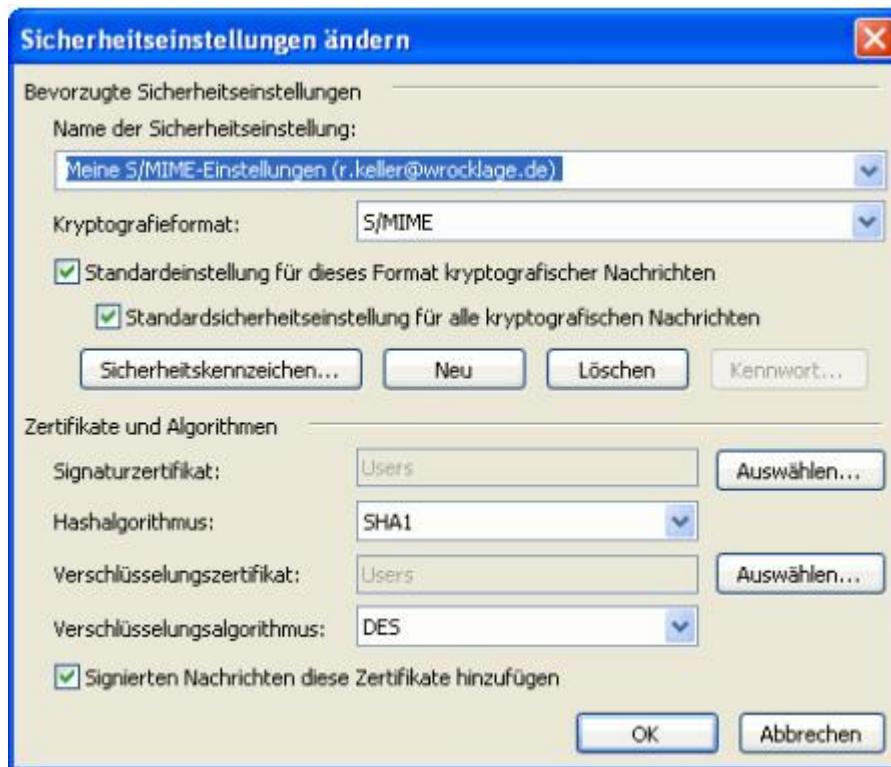 Sicherheitseinstellungen ändern
Bevorzugte Sicherheitseinstellungen
Name der Sicherheitseinstellung:
Meine S/MIME-Einstellungen (r.keller@wrocklage.de)
Kryptografieformat: S/MIME
Standardeinstellung für dieses Format kryptografischer Nachrichten
Standardsicherheitseinstellung für alle kryptografischen Nachrichten
Sicherheitskennzeichen... Neu Löschen Kennwort...
Zertifikate und Algorithmen
Signaturzertifikat: Users Auswählen...
Hashalgorithmus: SHA1
Verschlüsselungszertifikat: Users Auswählen...
Verschlüsselungsalgorithmus: DES
Signierten Nachrichten diese Zertifikate hinzufügen
OK Abbrechen